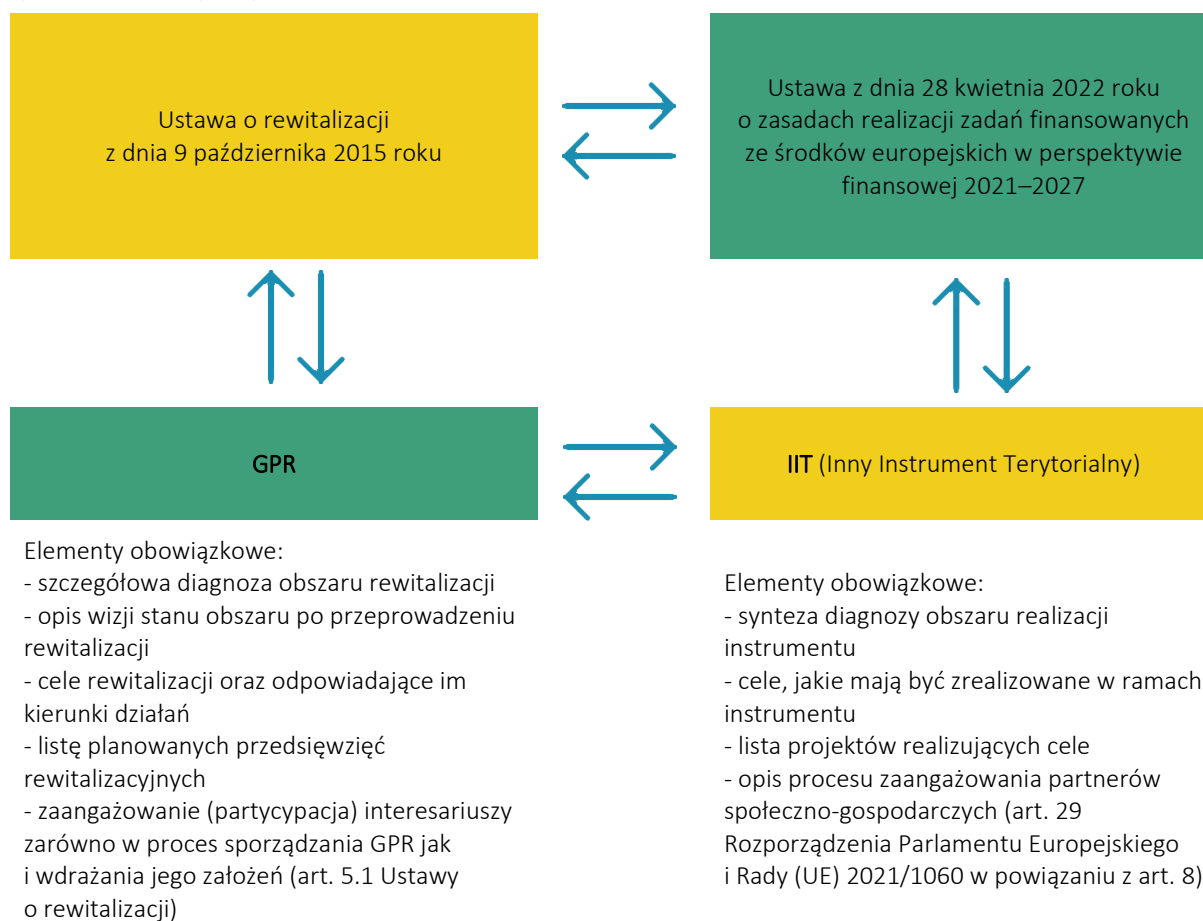 Ustawa o rewitalizacji
z dnia 9 października 2015 roku
Ustawa z dnia 28 kwietnia 2022 roku
o zasadach realizacji zadań finansowanych
ze środków europejskich w perspektywie
finansowej 2021–2027
GPR
IIT (Inny Instrument Terytorialny)
Elementy obowiązkowe:
- szczegółowa diagnoza obszaru rewitalizacji
- opis wizji stanu obszaru po przeprowadzeniu
rewitalizacji
- cele rewitalizacji oraz odpowiadające im
kierunki działań
- listę planowanych przedsięwzięć
rewitalizacyjnych
- zaangażowanie (partycypacja) interesariuszy
zarówno w proces sporządzania GPR jak
i wdrażania jego założeń (art. 5.1 Ustawy
o rewitalizacji)
Elementy obowiązkowe:
- synteza diagnozy obszaru realizacji
instrumentu
- cele, jakie mają być zrealizowane w ramach
instrumentu
- lista projektów realizujących cele
- opis procesu zaangażowania partnerów
społeczno-gospodarczych (art. 29
Rozporządzenia Parlamentu Europejskiego
i Rady (UE) 2021/1060 w powiązaniu z art. 8)